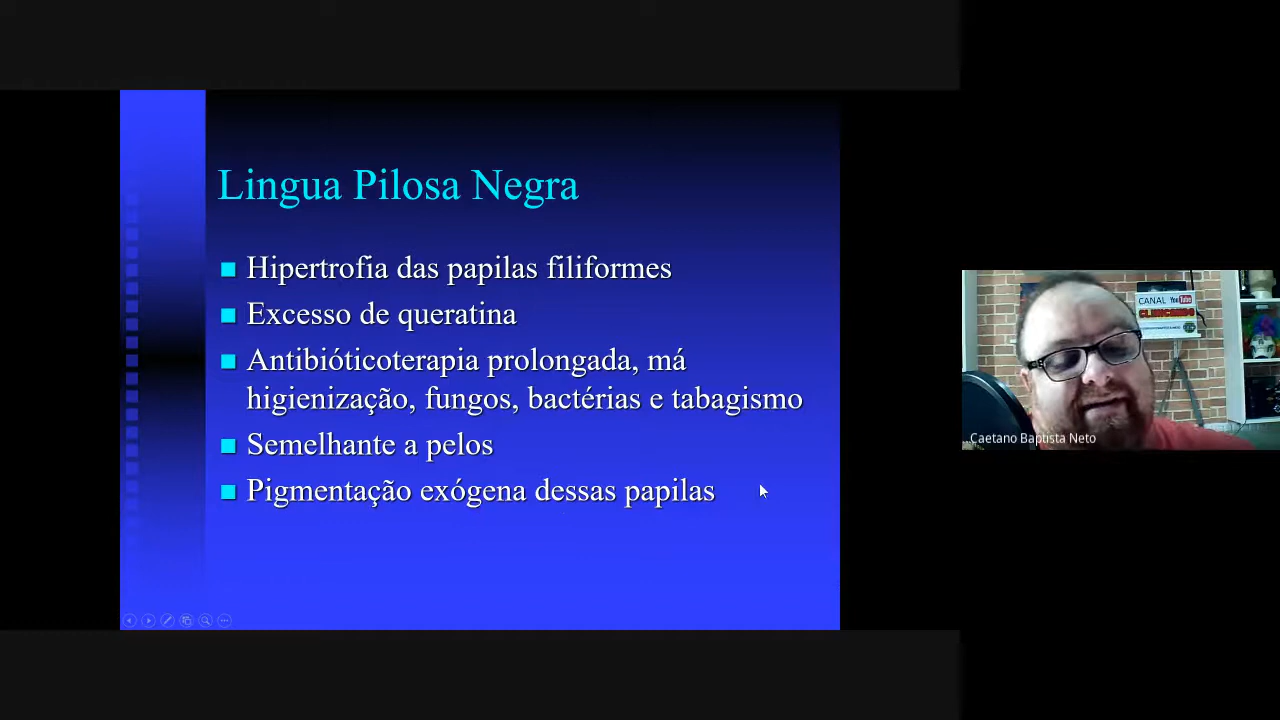 Lingua Pilosa Negra
Hipertrofia das papilas filiformes
Excesso de queratina
Antibióticoterapia prolongada, má
higienização, fungos, bactérias e tabagismo
Semelhante a pelos
Pigmentação exógena dessas papilas
CANAL YouTube
CLINICANDO
Caetano Baptista Neto